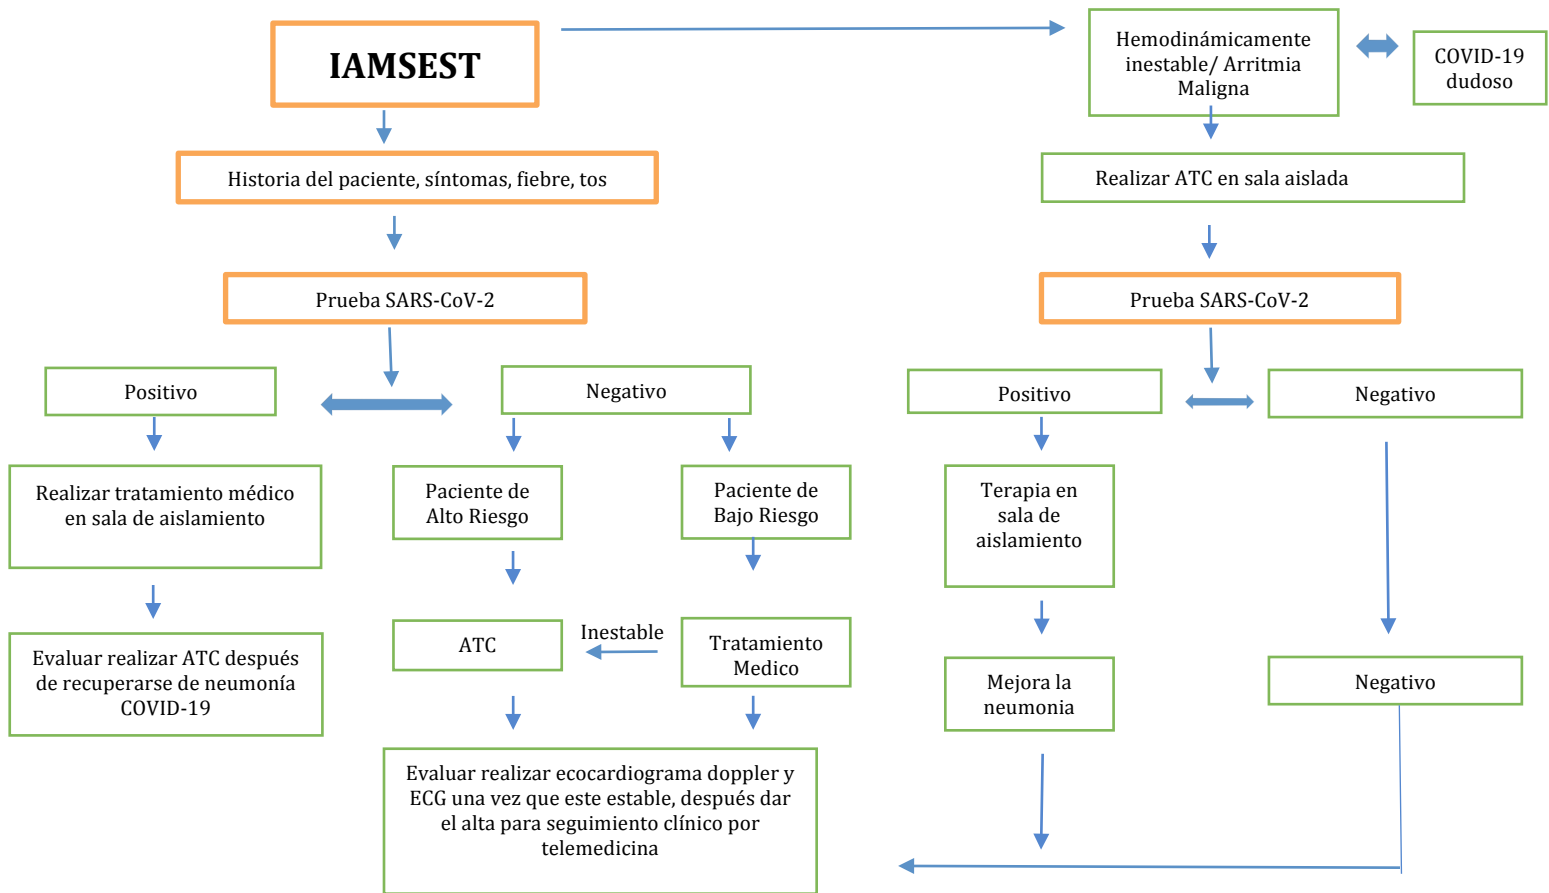 IAMSEST
Hemodinámicamente
inestable/ Arritmia
Maligna
COVID-19
dudoso
Historia del paciente, síntomas, fiebre, tos
Realizar ATC en sala aislada
Prueba SARS-CoV-2
Prueba SARS-CoV-2
Positivo
Negativo
Positivo
Negativo
Realizar tratamiento médico
en sala de aislamiento
Paciente de
Alto Riesgo
Paciente de
Bajo Riesgo
Terapia en
sala de
aislamiento
Evaluar realizar ATC después
de recuperarse de neumonía
COVID-19
ATC
Inestable
Tratamiento
Medico
Mejora la
neumonia
Negativo
Evaluar realizar ecocardiograma doppler y
ECG una vez que este estable, después dar
el alta para seguimiento clínico por
telemedicina